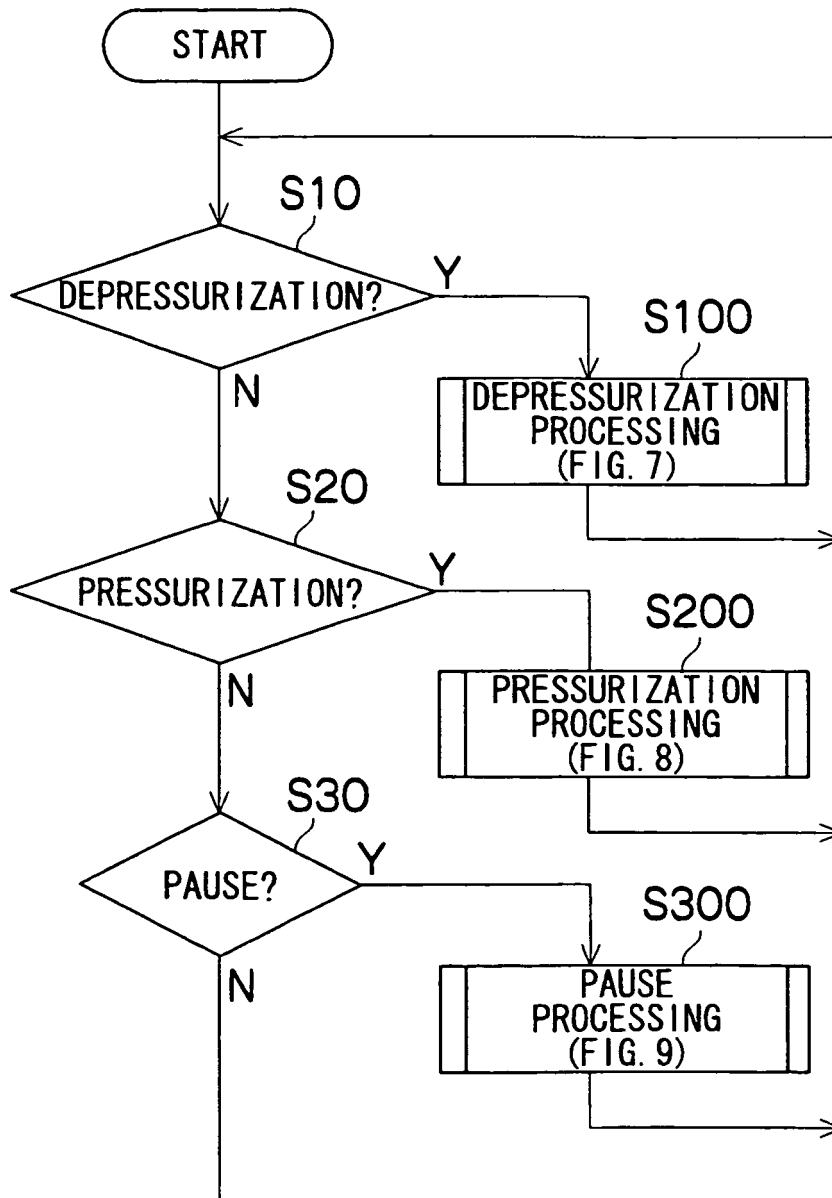 START
S10
DEPRESSURIZATION?
Y
N
S100
DEPRESSURIZATION
PROCESSING
(FIG. 7)
S20
PRESSURIZATION?
Y
N
S200
PRESSURIZATION
PROCESSING
(FIG. 8)
S30
PAUSE?
Y
N
S300
PAUSE
PROCESSING
(FIG. 9)